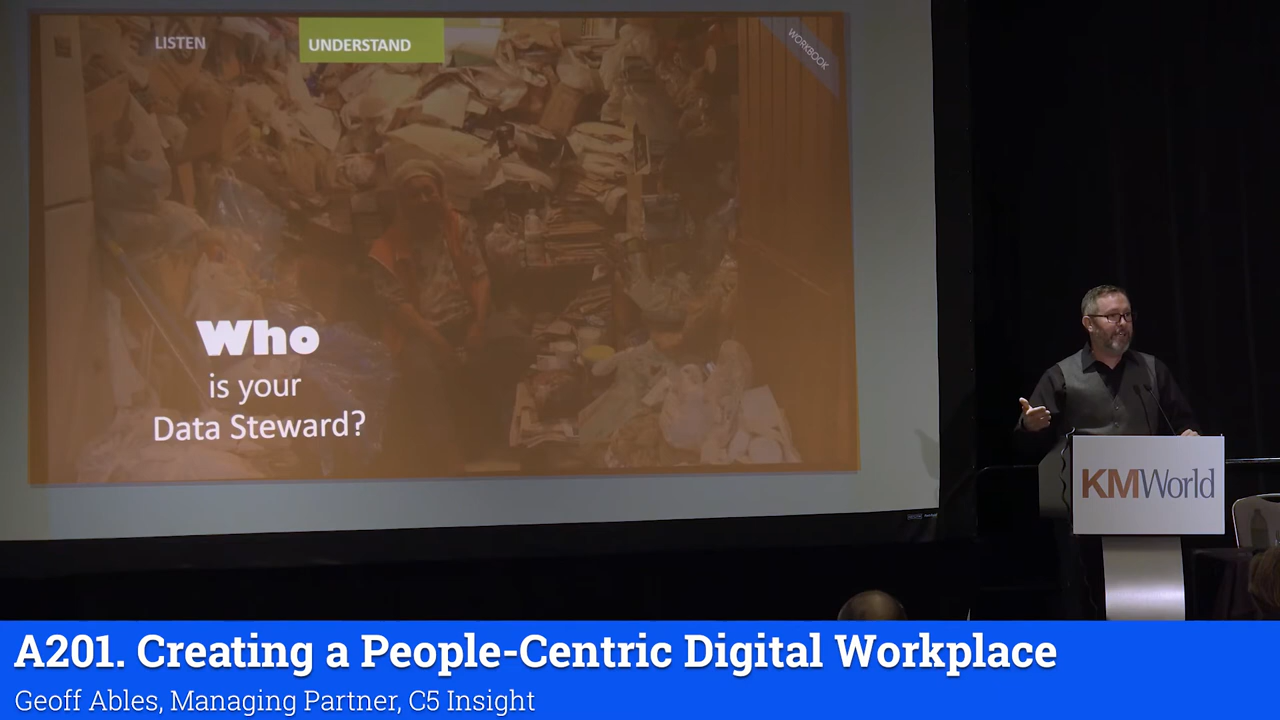 LISTEN
UNDERSTAND
WORKBOOK
Who
is your
Data Steward?
KMWorld
A201. Creating a People-Centric Digital Workplace
Geoff Ables, Managing Partner, C5 Insight